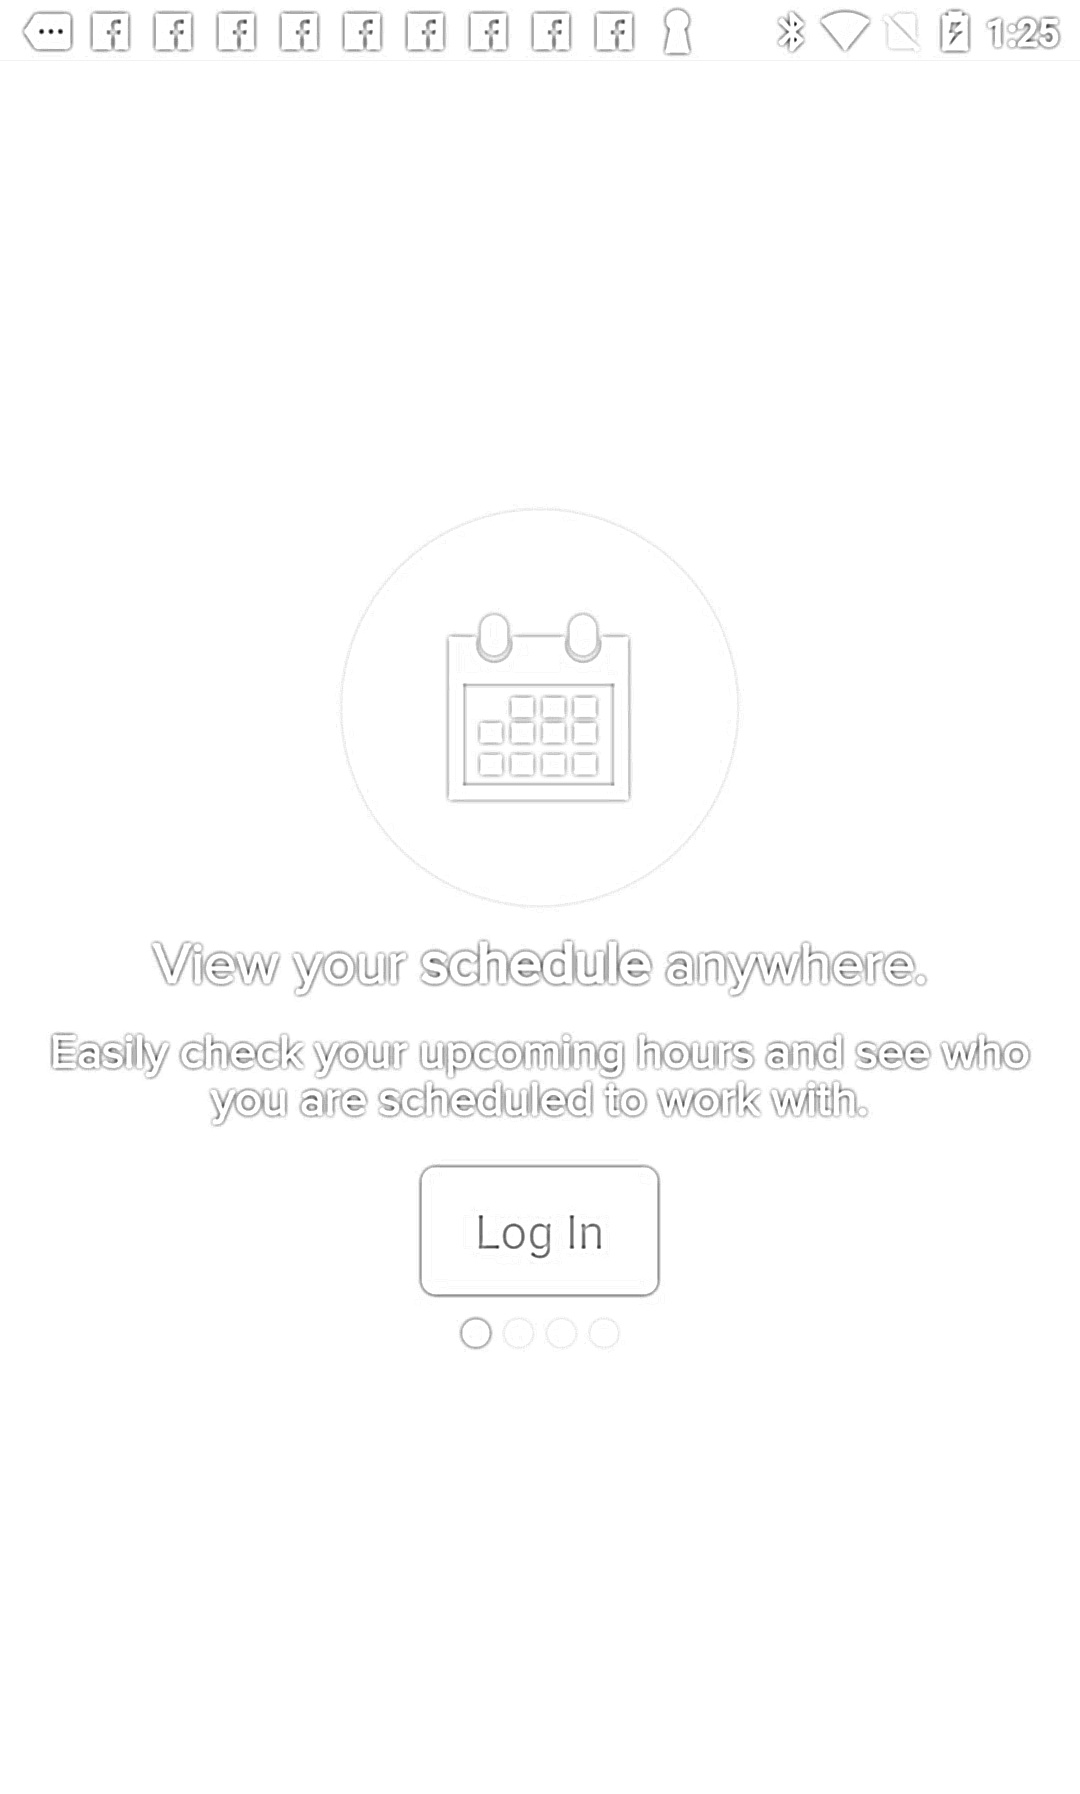 1:25
View your schedule anywhere.
Easily check your upcoming hours and see who
you are scheduled to work with.
Log In